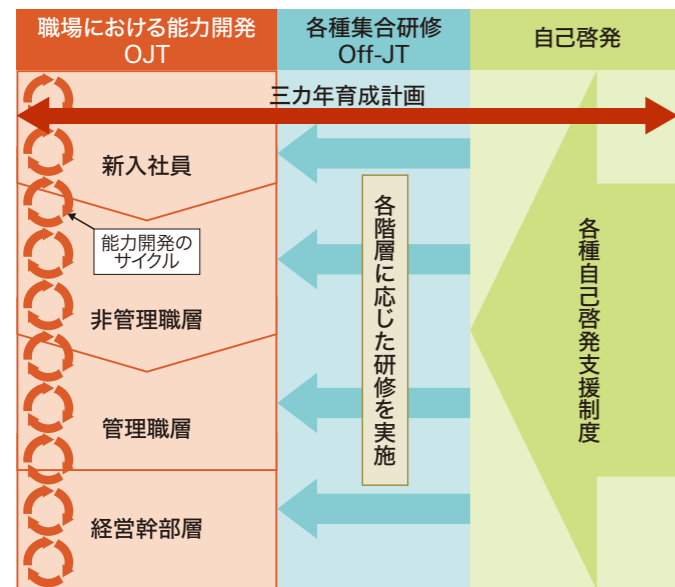 職場における能力開発
OJT
各種集合研修
Off-JT
自己啓発
三カ年育成計画
新入社員
能力開発の
サイクル
非管理職層
管理職層
経営幹部層
各階層に応じた研修を実施
各種自己啓発支援制度